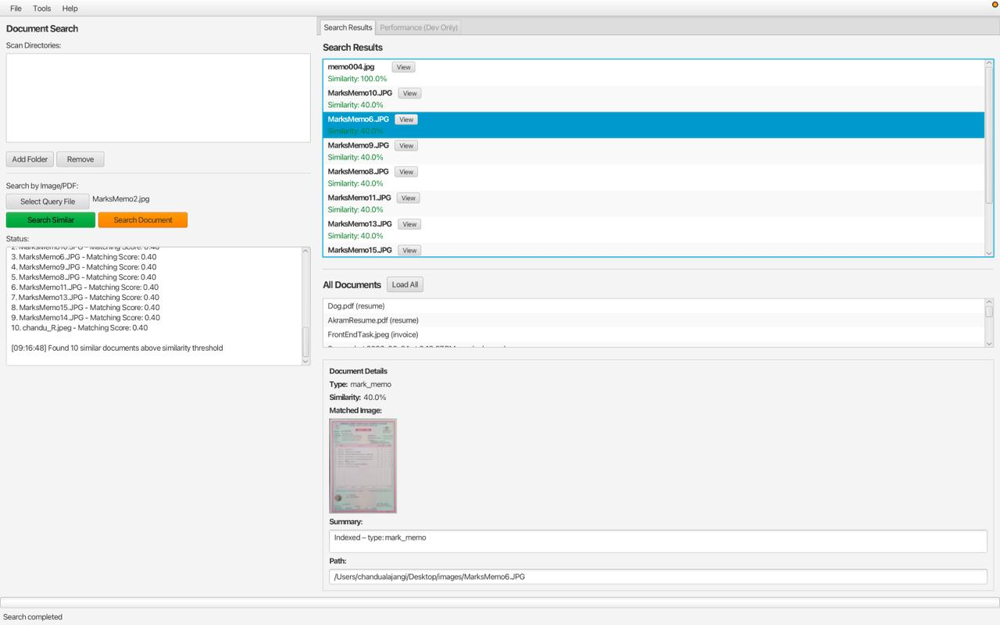 File Tools Help
Document Search
Scan Directories:
Add Folder Remove
Search by Image/PDF:
Select Query File MarksMemo2.jpg
Search Similar Search Document
Status:
3. MarksMemo6.JPG - Matching Score: 0.40
4. MarksMemo9.JPG - Matching Score: 0.40
5. MarksMemo8.JPG - Matching Score: 0.40
6. MarksMemo11.JPG - Matching Score: 0.40
7. MarksMemo13.JPG - Matching Score: 0.40
8. MarksMemo15.JPG - Matching Score: 0.40
9. MarksMemo14.JPG - Matching Score: 0.40
10. chandu_R.jpeg - Matching Score: 0.40
[09:16:48] Found 10 similar documents above similarity threshold
Search Results Performance (Dev Only)
Search Results
memo004.jpg View
Similarity: 100.0%
MarksMemo10.JPG View
Similarity: 40.0%
MarksMemo6.JPG View
Similarity: 40.0%
MarksMemo9.JPG View
Similarity: 40.0%
MarksMemo8.JPG View
Similarity: 40.0%
MarksMemo11.JPG View
Similarity: 40.0%
MarksMemo13.JPG View
Similarity: 40.0%
MarksMemo15.JPG View
All Documents Load All
Dog.pdf (resume)
AkramResume.pdf (resume)
FrontEndTask.jpeg (invoice)
Document Details
Type: mark_memo
Similarity: 40.0%
Matched Image:
Summary:
Indexed – type: mark_memo
Path:
/Users/chandualajangi/Desktop/images/MarksMemo6.JPG
Search completed